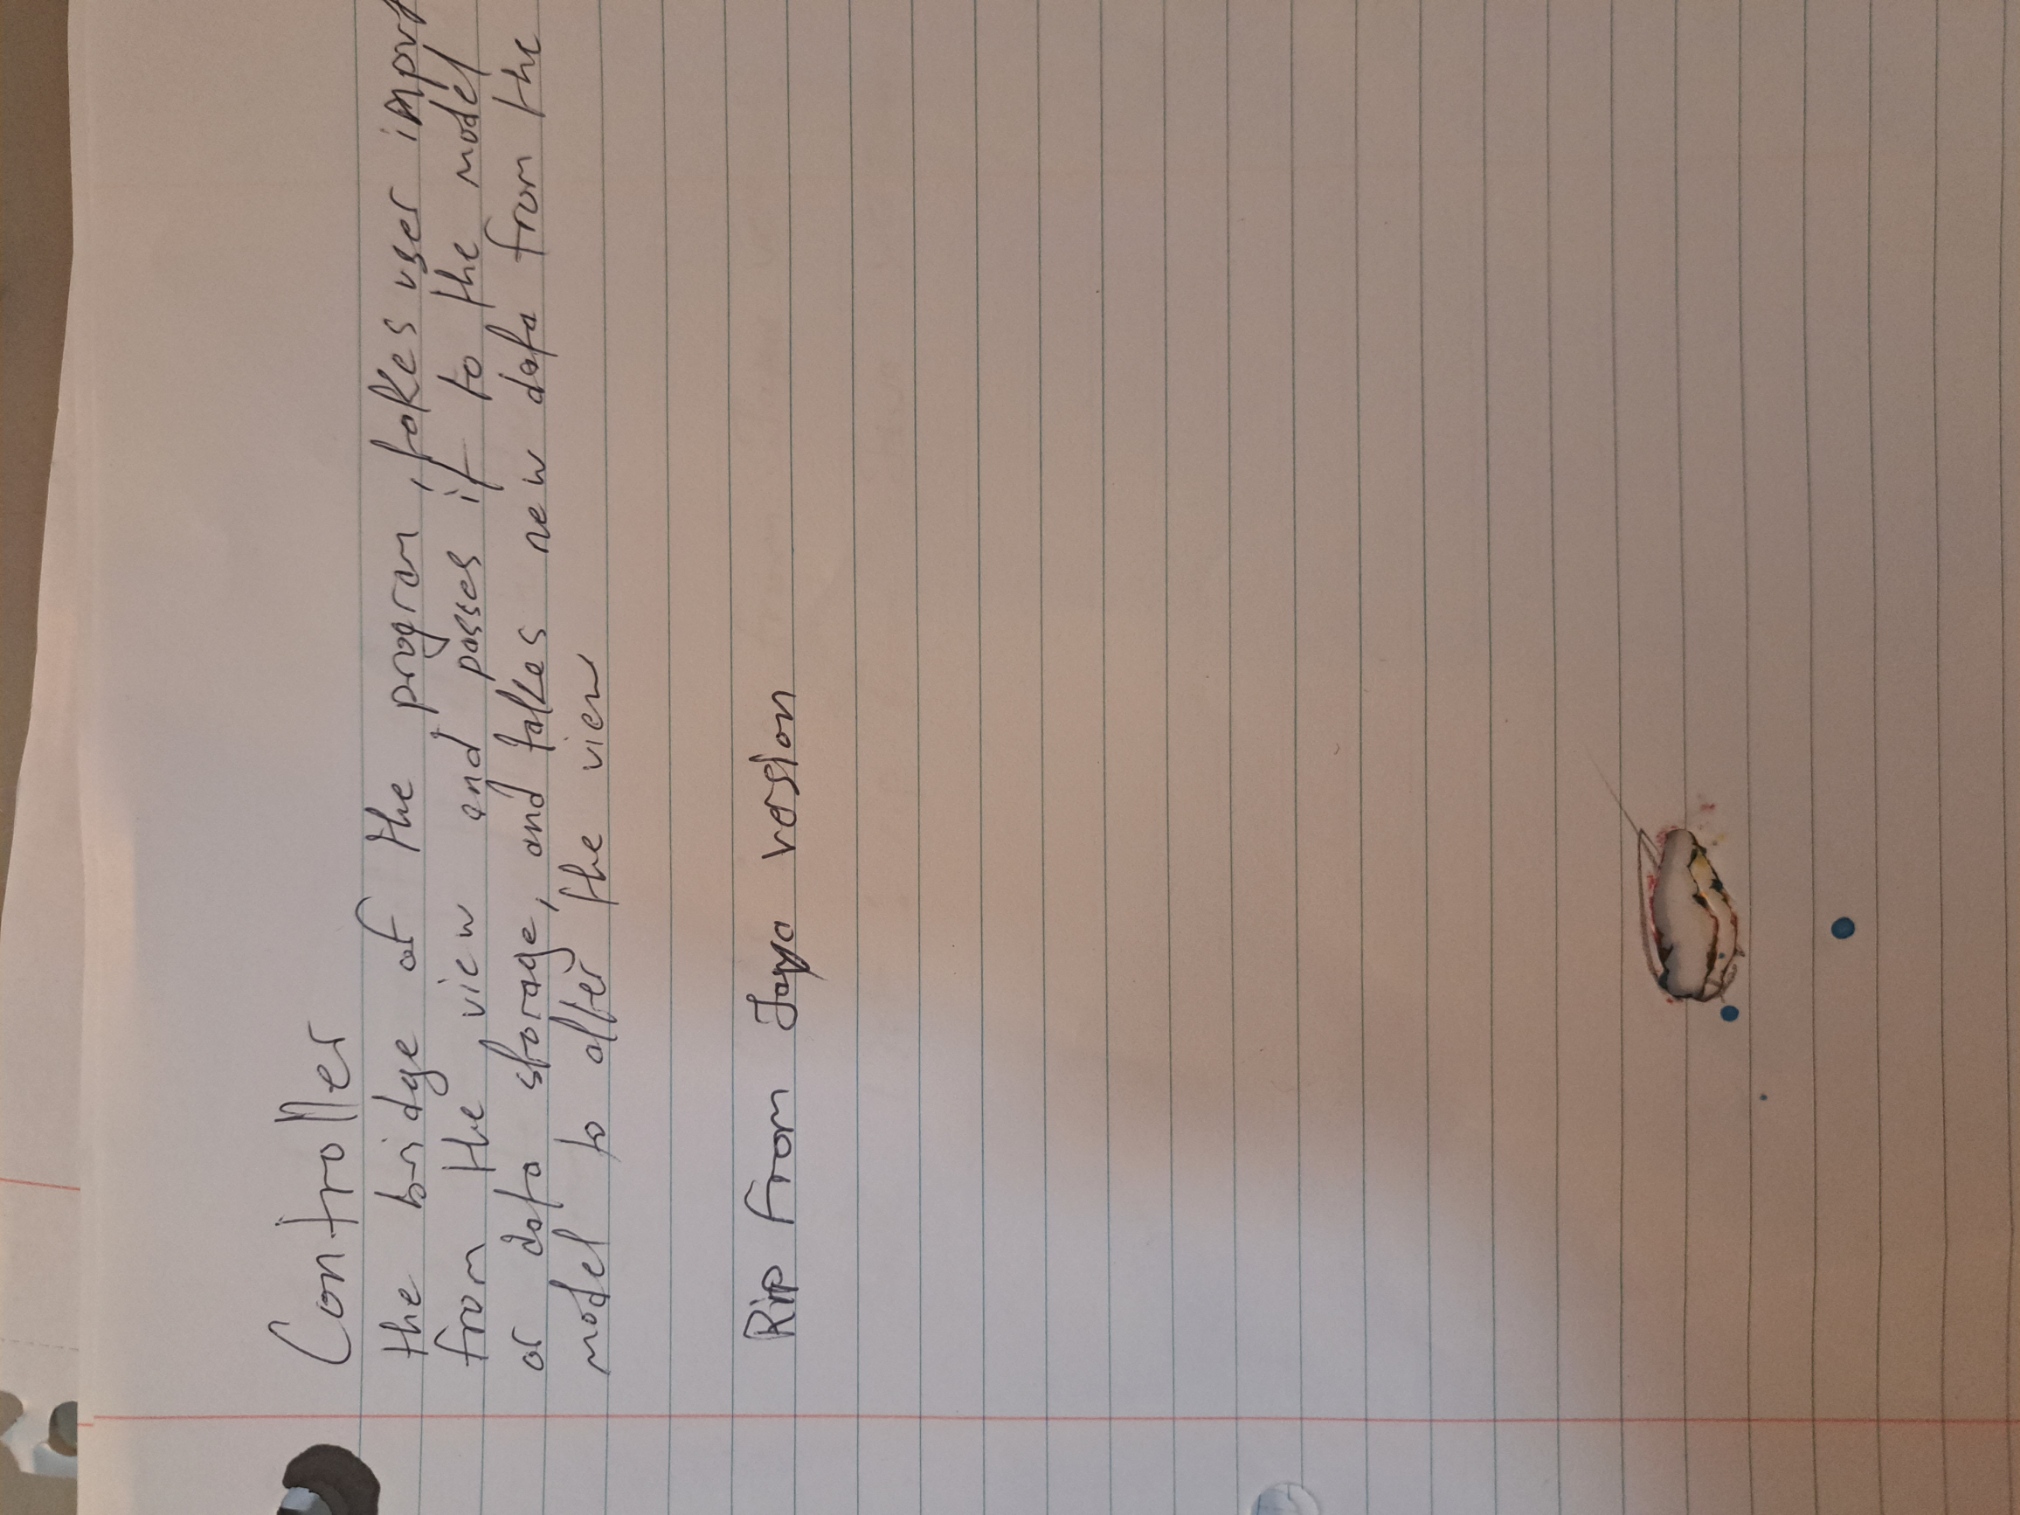 Controller
the bridge of the program, takes user input
from the view and passes it to the model
or data storage, and takes new data from the
model to alter the view
Rip from Java version